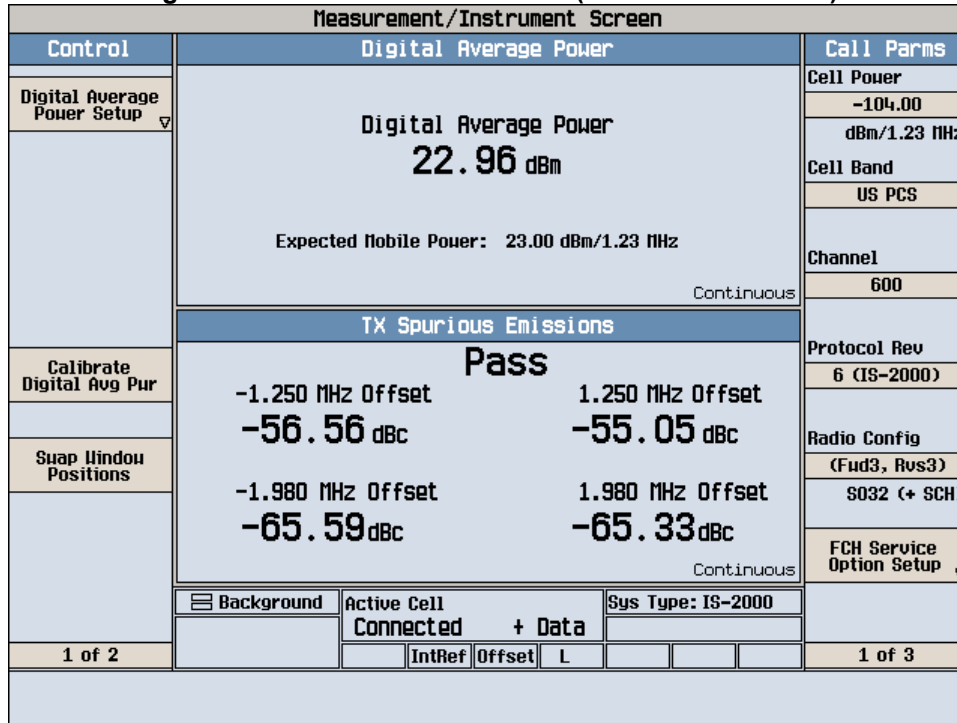 Measurement/Instrument Screen
Control
Digital Average
Power Setup
Calibrate
Digital Avg Pwr
Swap Window
Positions
1 of 2
Digital Average Power
Digital Average Power
22.96 dBm
Expected Mobile Power: 23.00 dBm/1.23 MHz
Continuous
TX Spurious Emissions
Pass
-1.250 MHz Offset
1.250 MHz Offset
-56.56 dBc
-55.05 dBc
-1.980 MHz Offset
1.980 MHz Offset
-65.59 dBc
-65.33 dBc
Continuous
Background
Active Cell
Sys Type: IS-2000
Connected + Data
IntRef
Offset
L
Call Parms
Cell Power
-104.00
dBm/1.23 MHz
Cell Band
US PCS
Channel
600
Protocol Rev
6 (IS-2000)
Radio Config
(Fwd3, Rvs3)
SO32 (+ SCH
FCH Service
Option Setup
1 of 3